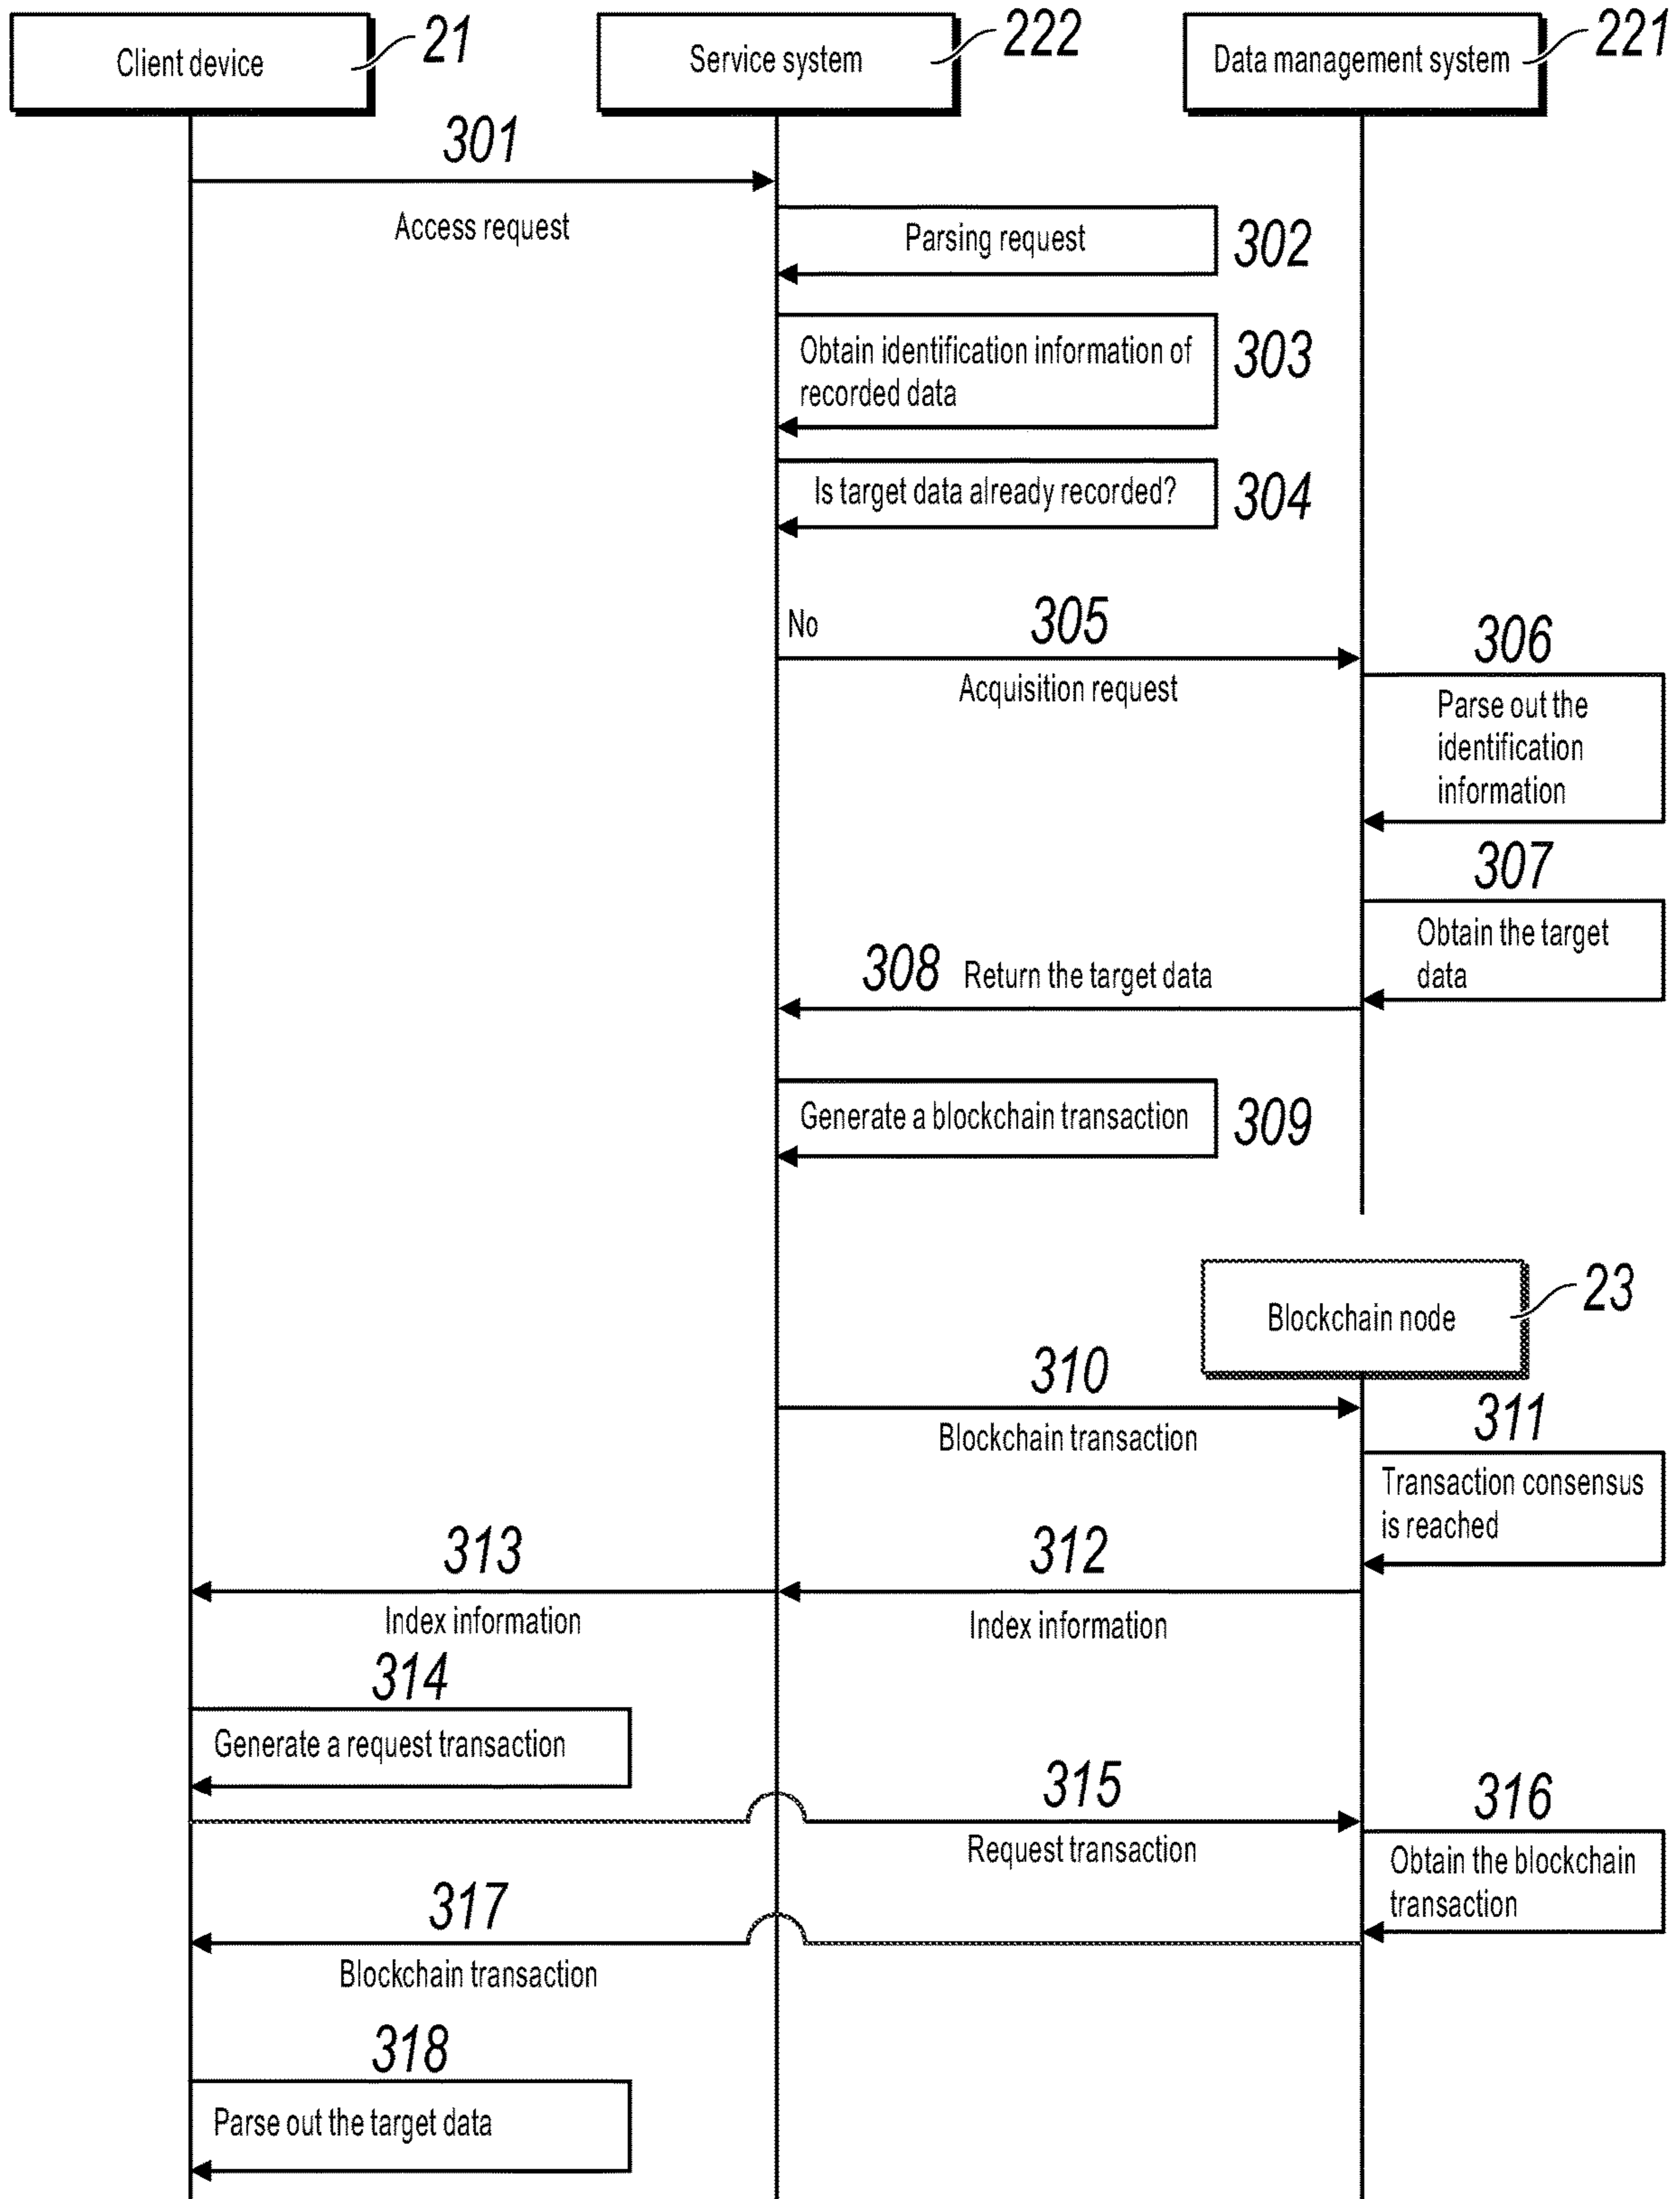 Client device
21
Service system
222
Data management system
221
301
Access request
Parsing request
302
Obtain identification information of
recorded data
303
Is target data already recorded?
304
No
305
Acquisition request
306
Parse out the
identification
information
307
Obtain the target
data
308
Return the target data
Generate a blockchain transaction
309
Blockchain node
23
310
Blockchain transaction
311
Transaction consensus
is reached
313
Index information
312
Index information
314
Generate a request transaction
315
Request transaction
316
Obtain the blockchain
transaction
317
Blockchain transaction
318
Parse out the target data